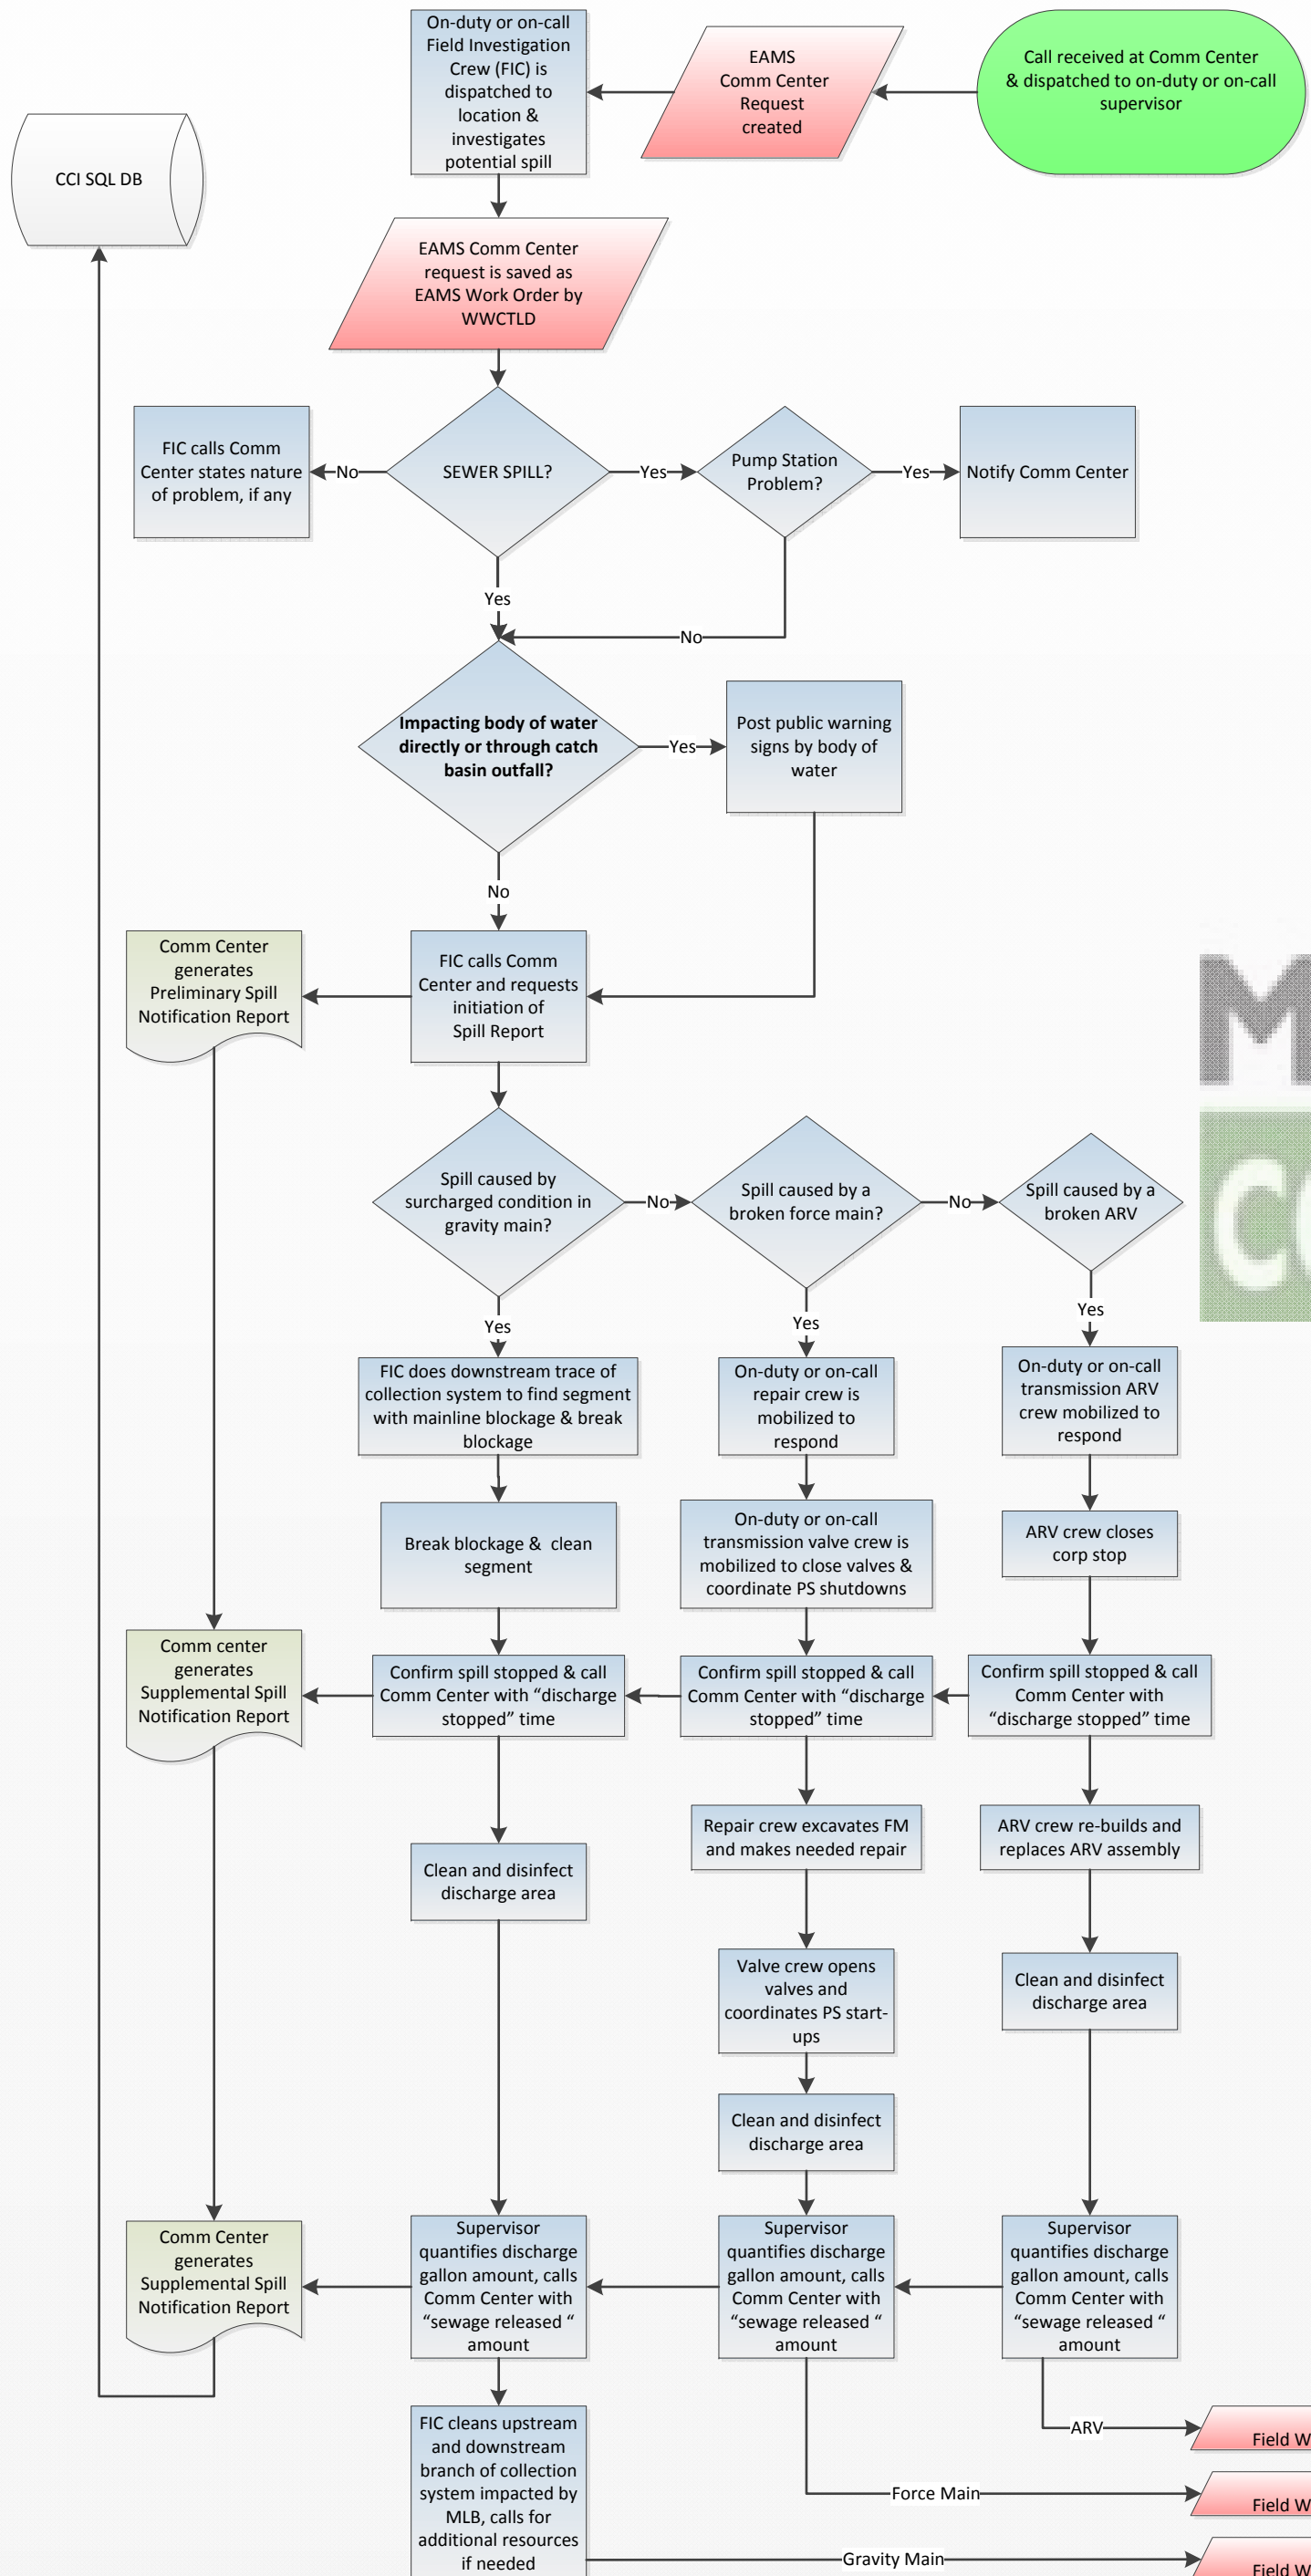 On-duty or on-call
Field Investigation
Crew (FIC) is
dispatched to
location &
investigates
potential spill
EAMS
Comm Center
Request
created
Call received at Comm Center
& dispatched to on-duty or on-call
supervisor
CCI SQL DB
EAMS Comm Center
request is saved as
EAMS Work Order by
WWCTLD
FIC calls Comm
Center states nature
of problem, if any
No
SEWER SPILL?
Yes
Pump Station
Problem?
Yes
Notify Comm Center
Yes
No
Impacting body of water
directly or through catch
basin outfall?
Yes
Post public warning
signs by body of
water
No
Comm Center
generates
Preliminary Spill
Notification Report
FIC calls Comm
Center and requests
initiation of
Spill Report
M
CO
Spill caused by
surcharged condition in
gravity main?
No
Spill caused by a
broken force main?
No
Spill caused by a
broken ARV
Yes
Yes
Yes
FIC does downstream trace of
collection system to find segment
with mainline blockage & break
blockage
On-duty or on-call
repair crew is
mobilized to
respond
On-duty or on-call
transmission ARV
crew mobilized to
respond
Break blockage &  clean
segment
On-duty or on-call
transmission valve crew is
mobilized to close valves &
coordinate PS shutdowns
ARV crew closes
corp stop
Comm center
generates
Supplemental Spill
Notification Report
Confirm spill stopped & call
Comm Center with “discharge
stopped” time
Confirm spill stopped & call
Comm Center with “discharge
stopped” time
Confirm spill stopped & call
Comm Center with
“discharge stopped” time
Clean and disinfect
discharge area
Repair crew excavates FM
and makes needed repair
ARV crew re-builds and
replaces ARV assembly
Valve crew opens
valves and
coordinates PS start-
ups
Clean and disinfect
discharge area
Clean and disinfect
discharge area
Comm Center
generates
Supplemental Spill
Notification Report
Supervisor
quantifies discharge
gallon amount, calls
Comm Center with
“sewage released “
amount
Supervisor
quantifies discharge
gallon amount, calls
Comm Center with
“sewage released “
amount
Supervisor
quantifies discharge
gallon amount, calls
Comm Center with
“sewage released “
amount
FIC cleans upstream
and downstream
branch of collection
system impacted by
MLB, calls for
additional resources
if needed
ARV
Field W
Force Main
Field W
Gravity Main
Field W